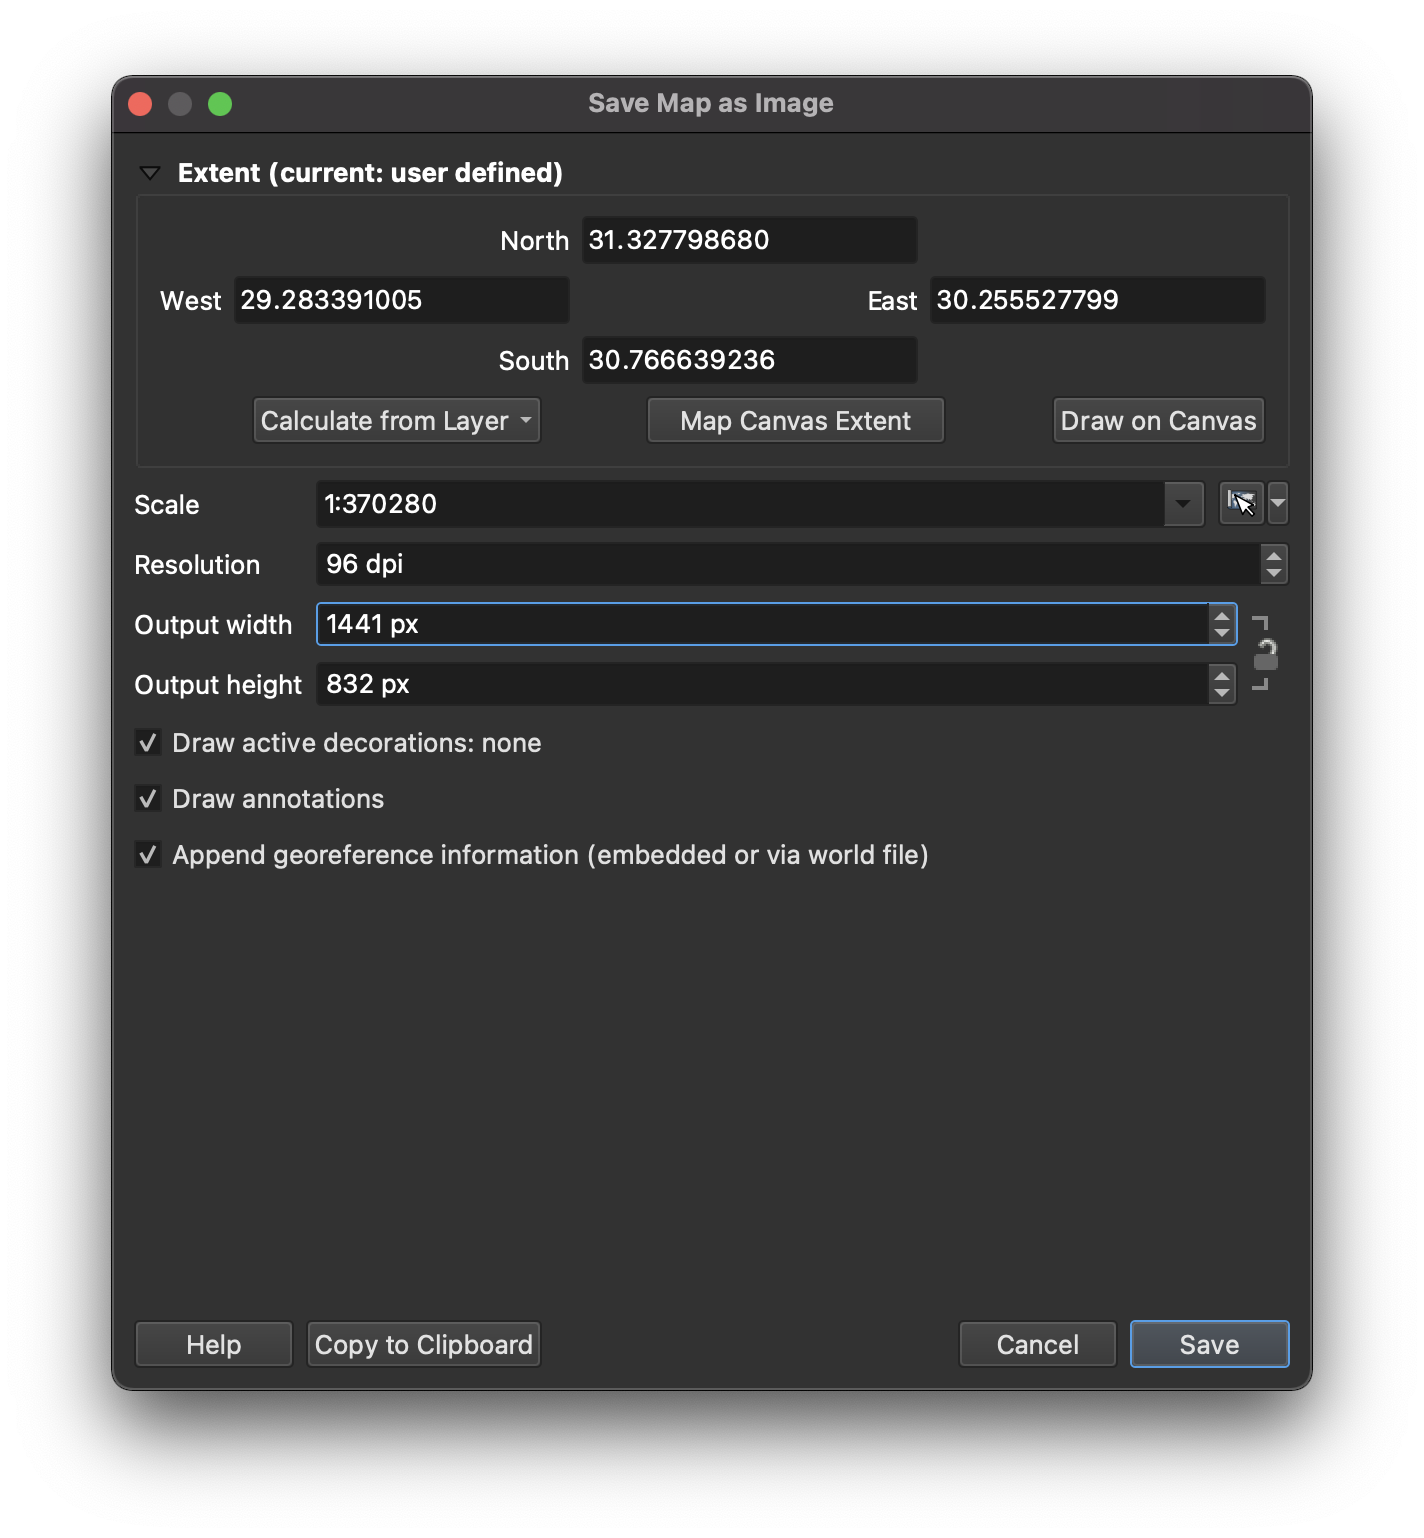 Save Map as Image
Extent (current: user defined)
North 31.327798680
West 29.283391005 East 30.255527799
South 30.766639236
Calculate from Layer Map Canvas Extent Draw on Canvas
Scale 1:370280
Resolution 96 dpi
Output width 1441 px
Output height 832 px
Draw active decorations: none
Draw annotations
Append georeference information (embedded or via world file)
Help Copy to Clipboard Cancel Save